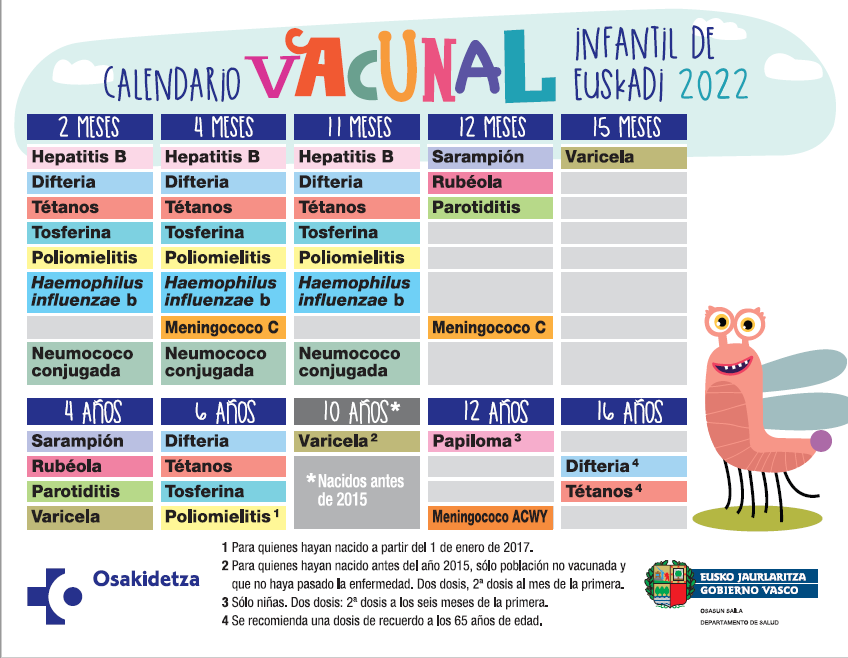 CALENDARIO VACUNAL INFANTIL DE
EUSKADI 2022
2 MESES 4 MESES 11 MESES 12 MESES 15 MESES
Hepatitis B Hepatitis B Hepatitis B Sarampión Varicela
Difteria Difteria Difteria Rubéola
Tétanos Tétanos Tétanos Parotiditis
Tosferina Tosferina Tosferina
Poliomielitis Poliomielitis Poliomielitis
Haemophilus Haemophilus Haemophilus
influenzae b influenzae b influenzae b
Meningococo C Meningococo C
Neumococo Neumococo Neumococo
conjugada conjugada conjugada
4 AÑOS 6 AÑOS 10 AÑOS* 12 AÑOS 16 AÑOS
Sarampión Difteria Varicela² Papiloma³
Rubéola Tétanos Difteria⁴
*Nacidos antes
de 2015
Parotiditis Tosferina Tétanos⁴
Varicela Poliomielitis¹ Meningococo ACWY
1 Para quienes hayan nacido a partir del 1 de enero de 2017.
2 Para quienes hayan nacido antes del año 2015, sólo población no vacunada y
que no haya pasado la enfermedad. Dos dosis, 2ª dosis al mes de la primera.
3 Sólo niñas. Dos dosis: 2ª dosis a los seis meses de la primera.
4 Se recomienda una dosis de recuerdo a los 65 años de edad.
Osakidetza
EUSKO JAURLARITZA
GOBIERNO VASCO
OSASUN SAILA
DEPARTAMENTO DE SALUD